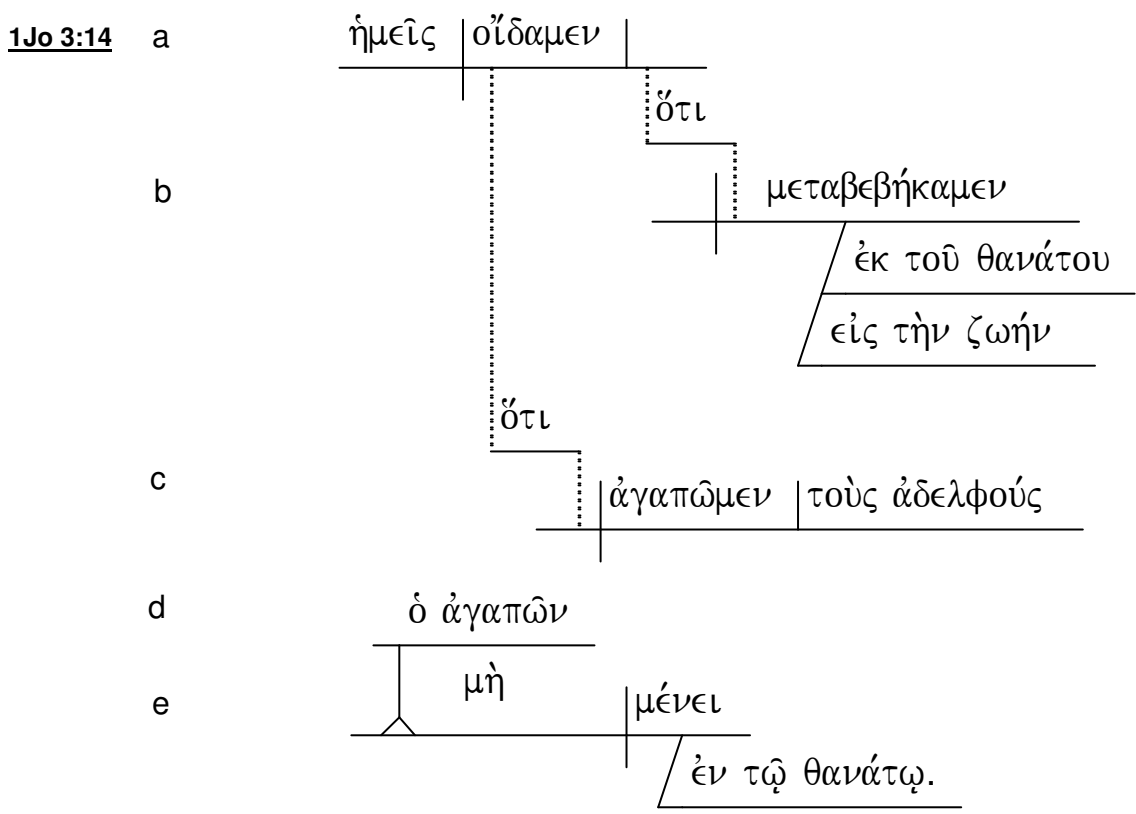 1Jo 3:14 a ἡμεῖς οἴδαμεν
ὅτι
b μεταβεβήκαμεν
ἐκ τοῦ θανάτου
εἰς τὴν ζωήν
ὅτι
c ἀγαπῶμεν τοὺς ἀδελφούς
d ὁ ἀγαπῶν
μὴ
e μένει
ἐν τῷ θανάτῳ.